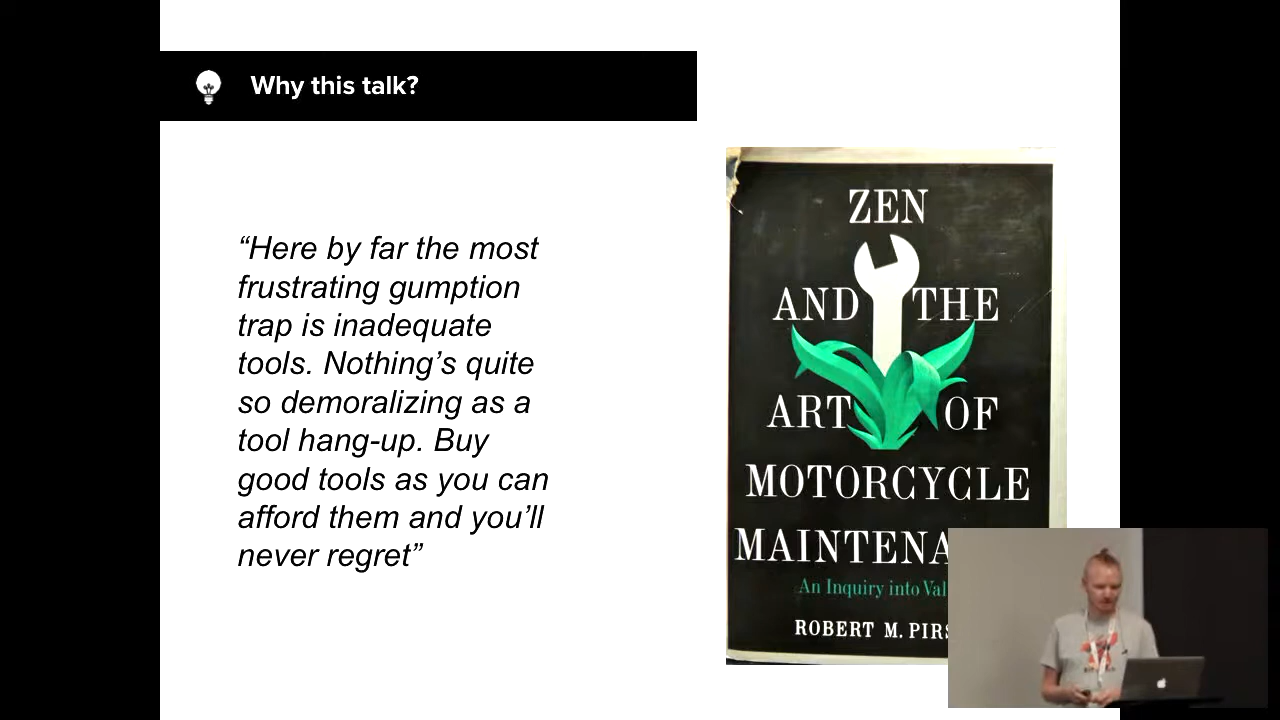 Why this talk?
“Here by far the most
frustrating gumption
trap is inadequate
tools. Nothing’s quite
so demoralizing as a
tool hang-up. Buy
good tools as you can
afford them and you’ll
never regret”
ZEN
AND THE
ART OF
MOTORCYCLE
MAINTENA
An Inquiry into Val
ROBERT M. PIRS